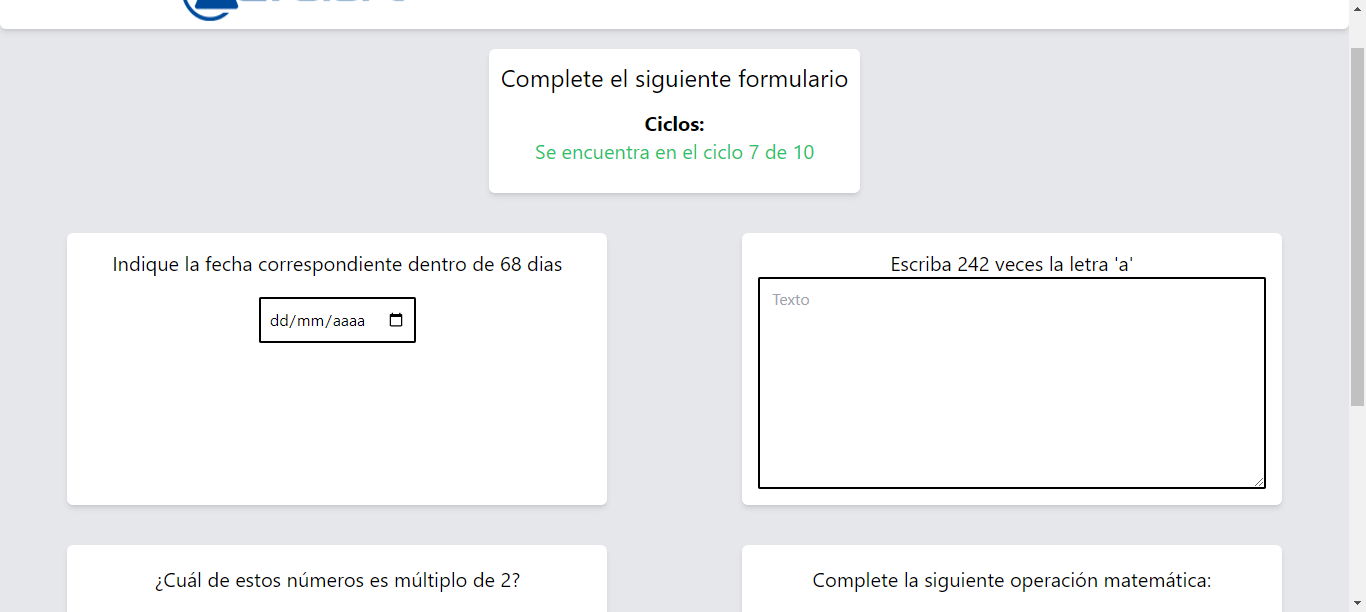 Complete el siguiente formulario
Ciclos:
Se encuentra en el ciclo 7 de 10
Indique la fecha correspondiente dentro de 68 dias
dd/mm/aaaa
Escriba 242 veces la letra 'a'
Texto
¿Cuál de estos números es múltiplo de 2?
Complete la siguiente operación matemática: